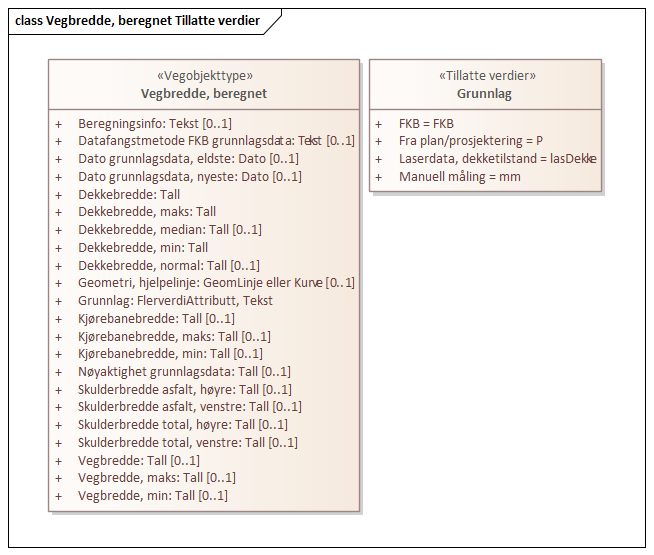 class Vegbredde, beregnet Tillatte verdier
«Vegobjekttype»
Vegbredde, beregnet
+ Beregningsinfo: Tekst [0..1]
+ Datafangstmetode FKB grunnlagsdata: Tekst [0..1]
+ Dato grunnlagsdata, eldste: Dato [0..1]
+ Dato grunnlagsdata, nyeste: Dato [0..1]
+ Dekkebredde: Tall
+ Dekkebredde, maks: Tall
+ Dekkebredde, median: Tall [0..1]
+ Dekkebredde, min: Tall
+ Dekkebredde, normal: Tall [0..1]
+ Geometri, hjelpelinje: GeomLinje eller Kurve [0..1]
+ Grunnlag: FlerverdiAttributt, Tekst
+ Kjørebanebredde: Tall [0..1]
+ Kjørebanebredde, maks: Tall [0..1]
+ Kjørebanebredde, min: Tall [0..1]
+ Nøyaktighet grunnlagsdata: Tall [0..1]
+ Skulderbredde asfalt, høyre: Tall [0..1]
+ Skulderbredde asfalt, venstre: Tall [0..1]
+ Skulderbredde total, høyre: Tall [0..1]
+ Skulderbredde total, venstre: Tall [0..1]
+ Vegbredde: Tall [0..1]
+ Vegbredde, maks: Tall [0..1]
+ Vegbredde, min: Tall [0..1]
«Tillatte verdier»
Grunnlag
+ FKB = FKB
+ Fra plan/prosjektering = P
+ Laserdata, dekketilstand = lasDekke
+ Manuell måling = mm